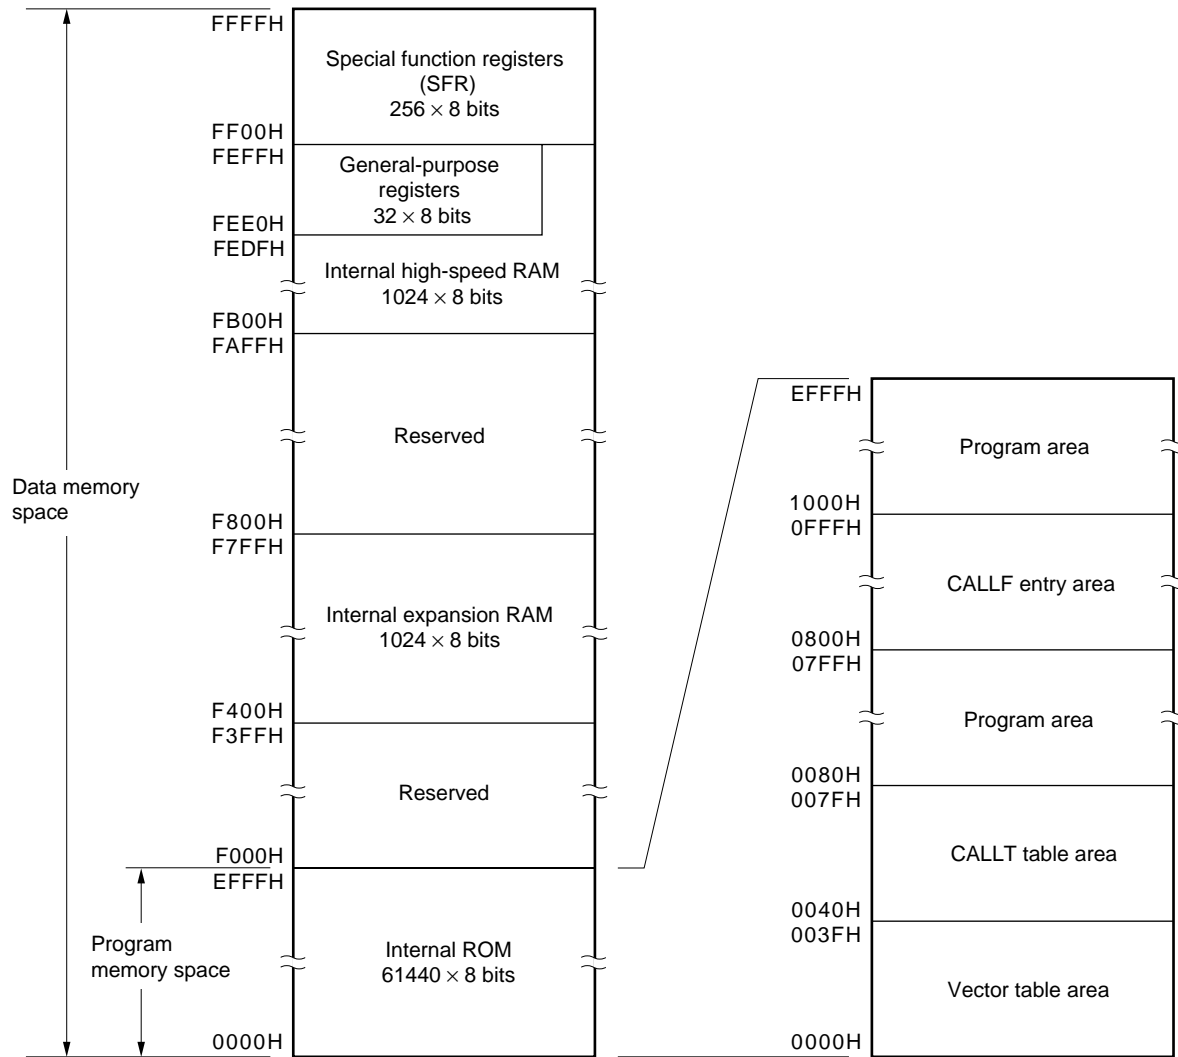 FFFFH
Special function registers
(SFR)
256 × 8 bits
FF00H
FEFFH
General-purpose
registers
32 × 8 bits
FEE0H
FEDFH
Internal high-speed RAM
1024 × 8 bits
FB00H
FAFFH
Reserved
Data memory
space
F800H
F7FFH
Internal expansion RAM
1024 × 8 bits
F400H
F3FFH
Reserved
F000H
EFFFH
Program
memory space
Internal ROM
61440 × 8 bits
0000H
EFFFH
Program area
1000H
0FFFH
CALLF entry area
0800H
07FFH
Program area
0080H
007FH
CALLT table area
0040H
003FH
Vector table area
0000H